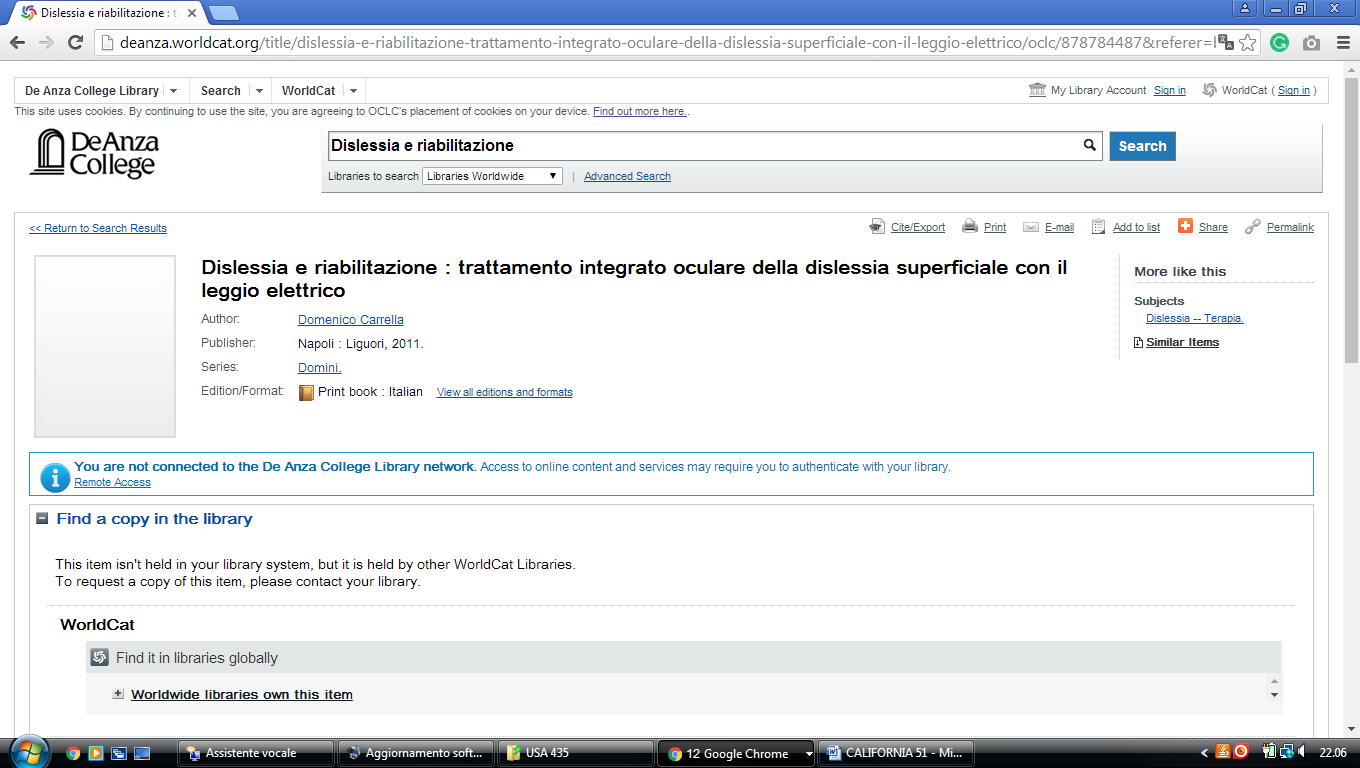 Dislessia e riabilitazione : t
deanza.worldcat.org/title/dislessia-e-riabilitazione-trattamento-integrato-oculare-della-dislessia-superficiale-con-il-leggio-elettrico/oclc/878784487&referer=
De Anza College Library Search WorldCat My Library Account Sign in WorldCat ( Sign in )
This site uses cookies. By continuing to use the site, you are agreeing to OCLC's placement of cookies on your device. Find out more here..
DeAnza
College
Dislessia e riabilitazione Search
Libraries to search Libraries Worldwide | Advanced Search
<< Return to Search Results Cite/Export Print E-mail Add to list Share Permalink
Dislessia e riabilitazione : trattamento integrato oculare della dislessia superficiale con il
leggio elettrico
Author: Domenico Carrella
Publisher: Napoli : Liguori, 2011.
Series: Domini.
Edition/Format: Print book : Italian View all editions and formats
More like this
Subjects
Dislessia -- Terapia.
Similar Items
You are not connected to the De Anza College Library network. Access to online content and services may require you to authenticate with your library.
Remote Access
Find a copy in the library
This item isn't held in your library system, but it is held by other WorldCat Libraries.
To request a copy of this item, please contact your library.
WorldCat
Find it in libraries globally
Worldwide libraries own this item
Assistente vocale Aggiornamento soft... USA 435 12 Google Chrome CALIFORNIA 51 - Mi... 22.06